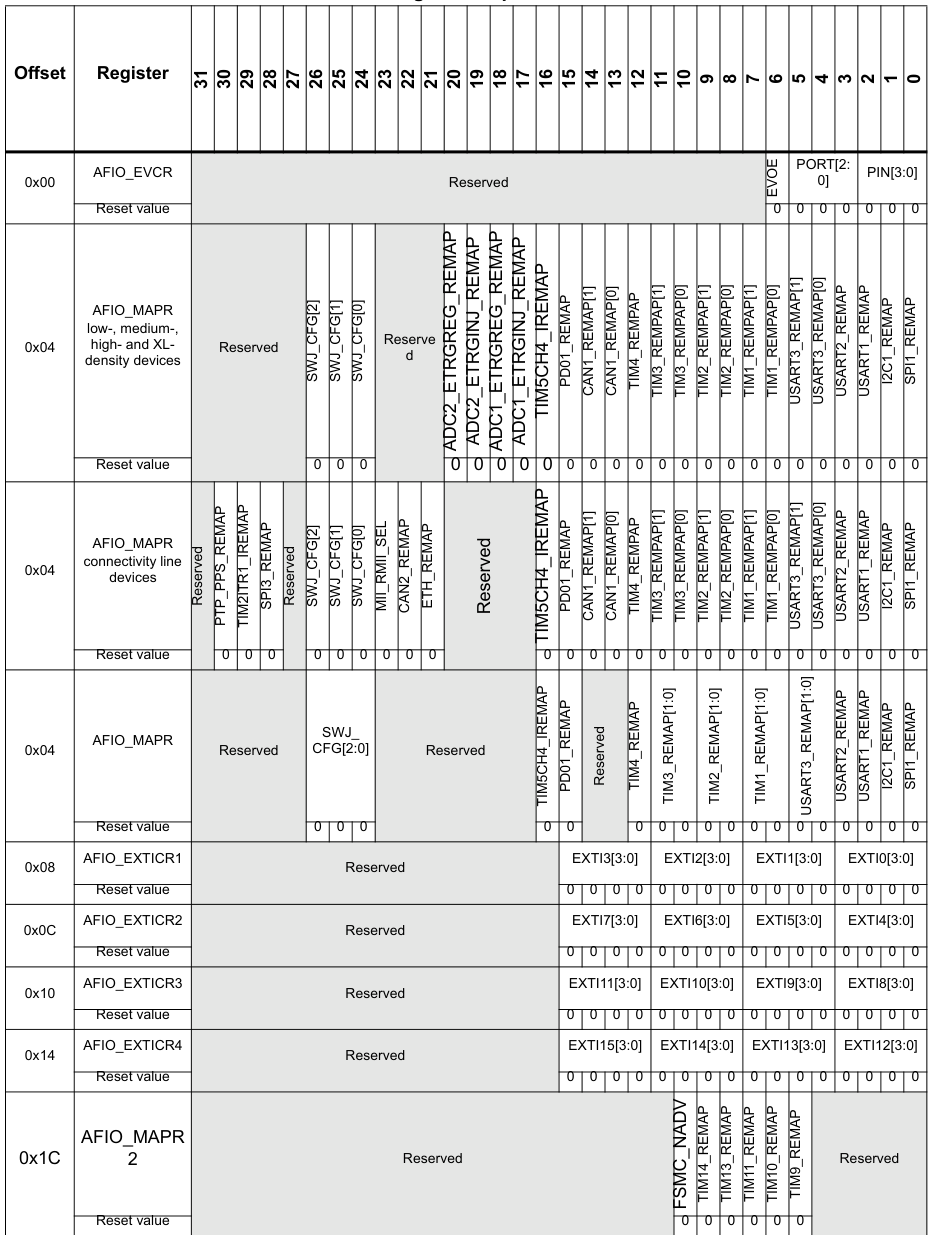 Offset Register 31 30 29 28 27 26 25 24 23 22 21 20 19 18 17 16 15 14 13 12 11 10 9 8 7 6 5 4 3 2 1 0
0x00 AFIO_EVCR Reserved EVOE PORT[2:
0] PIN[3:0]
Reset value 0 0 0 0 0 0 0
0x04 AFIO_MAPR
low-, medium-,
high- and XL-
density devices
Reserved
SWJ_CFG[2]
SWJ_CFG[1]
SWJ_CFG[0]
Reserve
d
ADC2_ETRGREG_REMAP
ADC2_ETRGINJ_REMAP
ADC1_ETRGREG_REMAP
ADC1_ETRGINJ_REMAP
TIM5CH4_IREMAP
PD01_REMAP
CAN1_REMAP[1]
CAN1_REMAP[0]
TIM4_REMPAP
TIM3_REMPAP[1]
TIM3_REMPAP[0]
TIM2_REMPAP[1]
TIM2_REMPAP[0]
TIM1_REMPAP[1]
TIM1_REMPAP[0]
USART3_REMAP[1]
USART3_REMAP[0]
USART2_REMAP
USART1_REMAP
I2C1_REMAP
SPI1_REMAP
Reset value 0 0 0 0 0 0 0 0 0 0 0 0 0 0 0 0 0 0 0 0 0 0 0 0
0x04 AFIO_MAPR
connectivity line
devices
Reserved
PTP_PPS_REMAP
TIM2ITR1_IREMAP
SPI3_REMAP
Reserved
SWJ_CFG[2]
SWJ_CFG[1]
SWJ_CFG[0]
MII_RMII_SEL
CAN2_REMAP
ETH_REMAP
Reserved
TIM5CH4_IREMAP
PD01_REMAP
CAN1_REMAP[1]
CAN1_REMAP[0]
TIM4_REMPAP
TIM3_REMPAP[1]
TIM3_REMPAP[0]
TIM2_REMPAP[1]
TIM2_REMPAP[0]
TIM1_REMPAP[1]
TIM1_REMPAP[0]
USART3_REMAP[1]
USART3_REMAP[0]
USART2_REMAP
USART1_REMAP
I2C1_REMAP
SPI1_REMAP
Reset value 0 0 0 0 0 0 0 0 0 0 0 0 0 0 0 0 0 0 0 0 0 0 0 0 0 0
0x04 AFIO_MAPR
Reserved
SWJ_
CFG[2:0]
Reserved
TIM5CH4_IREMAP
PD01_REMAP
Reserved
TIM4_REMAP
TIM3_REMAP[1:0]
TIM2_REMAP[1:0]
TIM1_REMAP[1:0]
USART3_REMAP[1:0]
USART2_REMAP
USART1_REMAP
I2C1_REMAP
SPI1_REMAP
Reset value 0 0 0 0 0 0 0 0 0 0 0 0 0 0 0 0 0 0
0x08 AFIO_EXTICR1 Reserved EXTI3[3:0] EXTI2[3:0] EXTI1[3:0] EXTI0[3:0]
Reset value 0 0 0 0 0 0 0 0 0 0 0 0 0 0 0 0
0x0C AFIO_EXTICR2 Reserved EXTI7[3:0] EXTI6[3:0] EXTI5[3:0] EXTI4[3:0]
Reset value 0 0 0 0 0 0 0 0 0 0 0 0 0 0 0 0
0x10 AFIO_EXTICR3 Reserved EXTI11[3:0] EXTI10[3:0] EXTI9[3:0] EXTI8[3:0]
Reset value 0 0 0 0 0 0 0 0 0 0 0 0 0 0 0 0
0x14 AFIO_EXTICR4 Reserved EXTI15[3:0] EXTI14[3:0] EXTI13[3:0] EXTI12[3:0]
Reset value 0 0 0 0 0 0 0 0 0 0 0 0 0 0 0 0
0x1C AFIO_MAPR
2
Reserved
FSMC_NADV
TIM14_REMAP
TIM13_REMAP
TIM11_REMAP
TIM10_REMAP
TIM9_REMAP
Reserved
Reset value 0 0 0 0 0 0